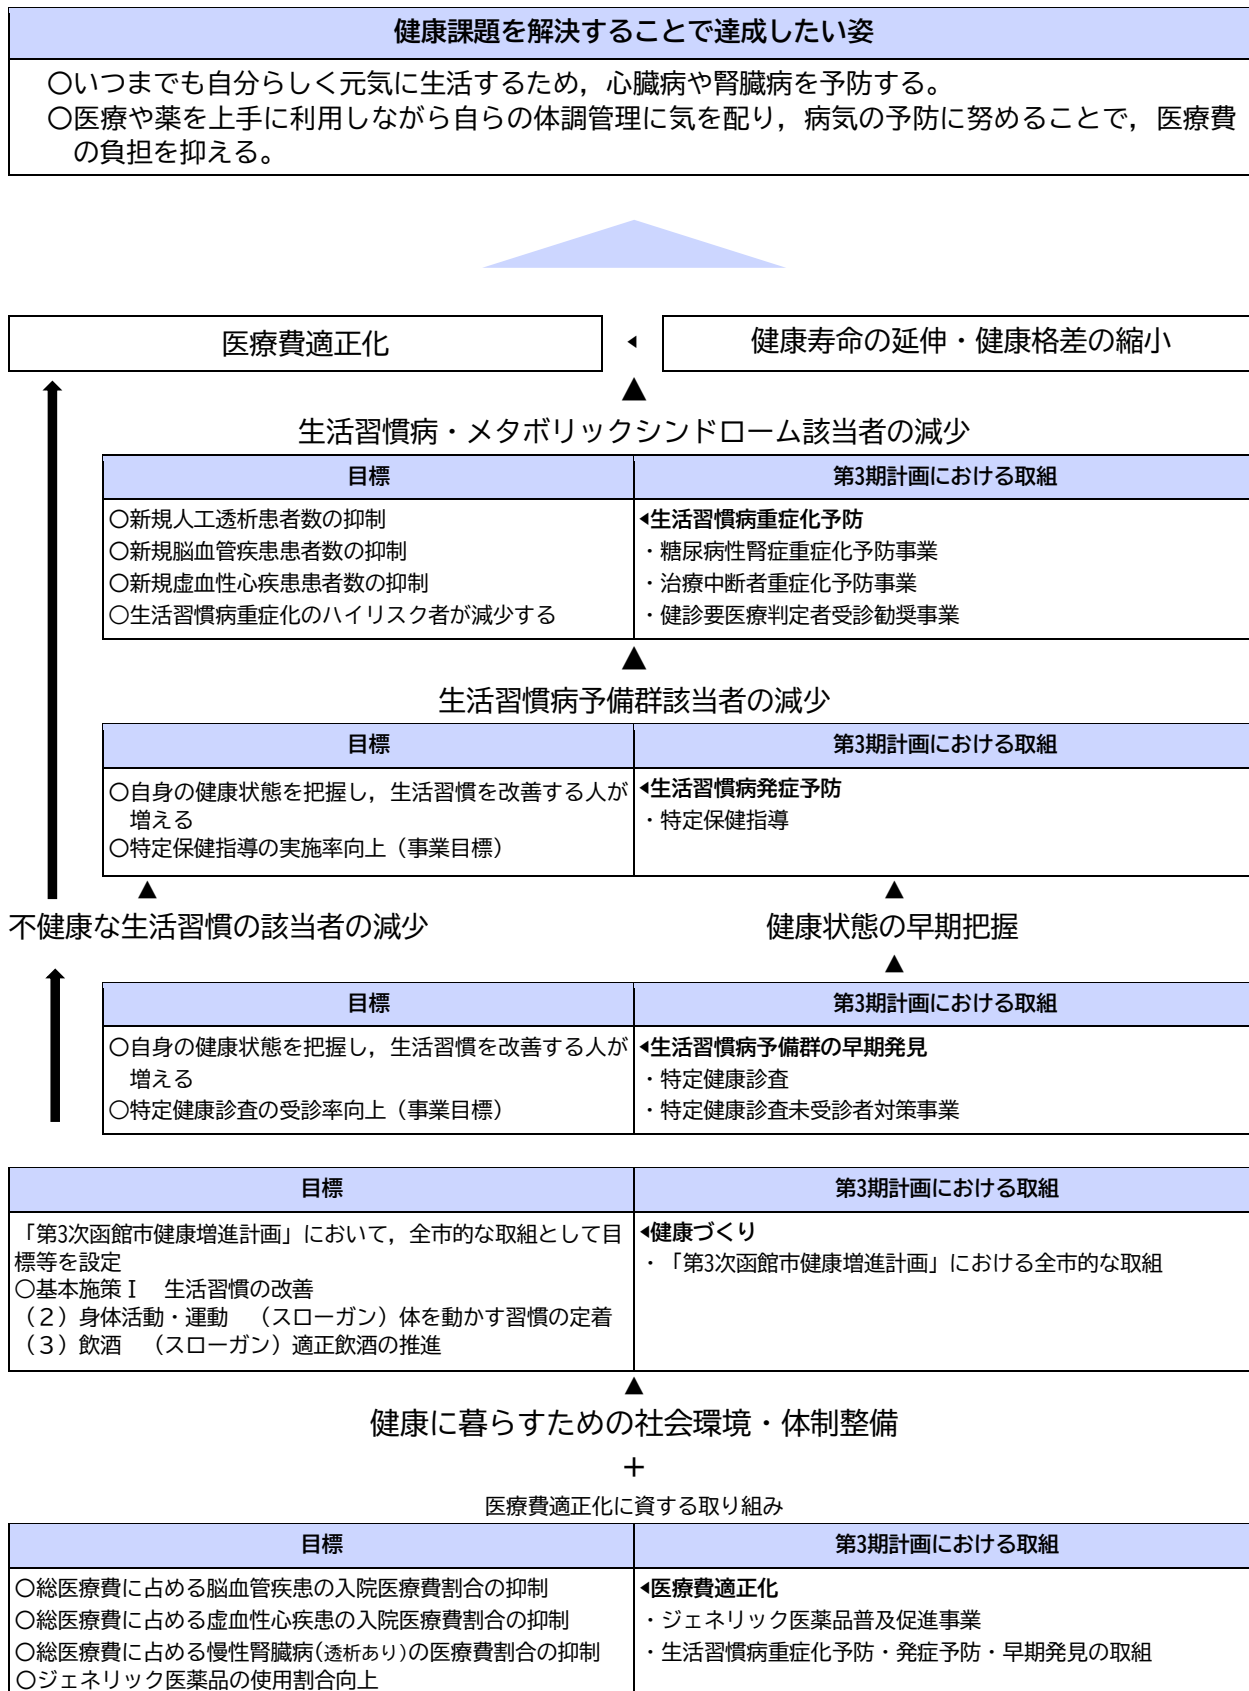 健康課題を解決することで達成したい姿
〇いつまでも自分らしく元気に生活するため，心臓病や腎臓病を予防する。
〇医療や薬を上手に利用しながら自らの体調管理に気を配り，病気の予防に努めることで，医療費
の負担を抑える。
医療費適正化
健康寿命の延伸・健康格差の縮小
生活習慣病・メタボリックシンドローム該当者の減少
目標
第3期計画における取組
〇新規人工透析患者数の抑制
〇新規脳血管疾患患者数の抑制
〇新規虚血性心疾患患者数の抑制
〇生活習慣病重症化のハイリスク者が減少する
生活習慣病重症化予防
・糖尿病性腎症重症化予防事業
・治療中断者重症化予防事業
・健診要医療判定者受診勧奨事業
生活習慣病予備群該当者の減少
目標
第3期計画における取組
〇自身の健康状態を把握し，生活習慣を改善する人が
増える
〇特定保健指導の実施率向上（事業目標）
生活習慣病発症予防
・特定保健指導
不健康な生活習慣の該当者の減少
健康状態の早期把握
目標
第3期計画における取組
〇自身の健康状態を把握し，生活習慣を改善する人が
増える
〇特定健康診査の受診率向上（事業目標）
生活習慣病予備群の早期発見
・特定健康診査
・特定健康診査未受診者対策事業
目標
第3期計画における取組
「第3次函館市健康増進計画」において，全市的な取組として目
標等を設定
〇基本施策Ⅰ　生活習慣の改善
（２）身体活動・運動　（スローガン）体を動かす習慣の定着
（３）飲酒　（スローガン）適正飲酒の推進
健康づくり
・「第3次函館市健康増進計画」における全市的な取組
健康に暮らすための社会環境・体制整備
＋
医療費適正化に資する取り組み
目標
第3期計画における取組
〇総医療費に占める脳血管疾患の入院医療費割合の抑制
〇総医療費に占める虚血性心疾患の入院医療費割合の抑制
〇総医療費に占める慢性腎臓病(透析あり)の医療費割合の抑制
〇ジェネリック医薬品の使用割合向上
医療費適正化
・ジェネリック医薬品普及促進事業
・生活習慣病重症化予防・発症予防・早期発見の取組